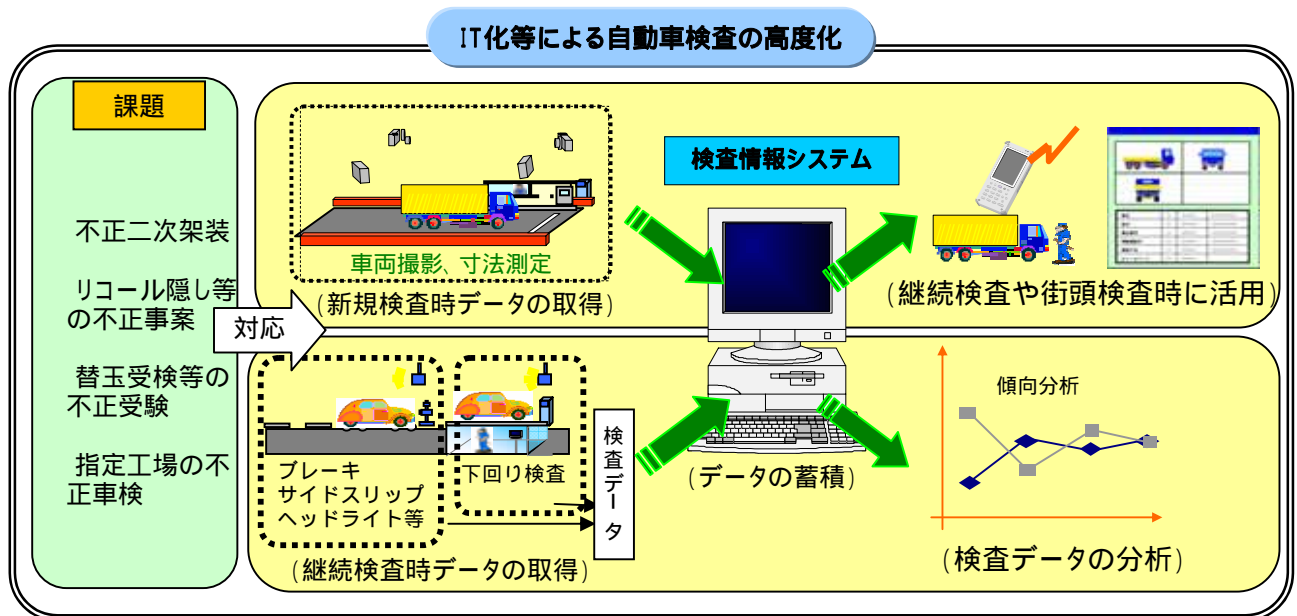 IT化等による自動車検査の高度化
課題
不正二次架装
リコール隠し等
の不正事案
替玉受検等の
不正受験
指定工場の不
正車検
対応
車両撮影、寸法測定
(新規検査時データの取得)
検査情報システム
(継続検査や街頭検査時に活用)
ブレーキ
サイドスリップ
ヘッドライト等
下回り検査
検査データ
(継続検査時データの取得)
(データの蓄積)
傾向分析
(検査データの分析)